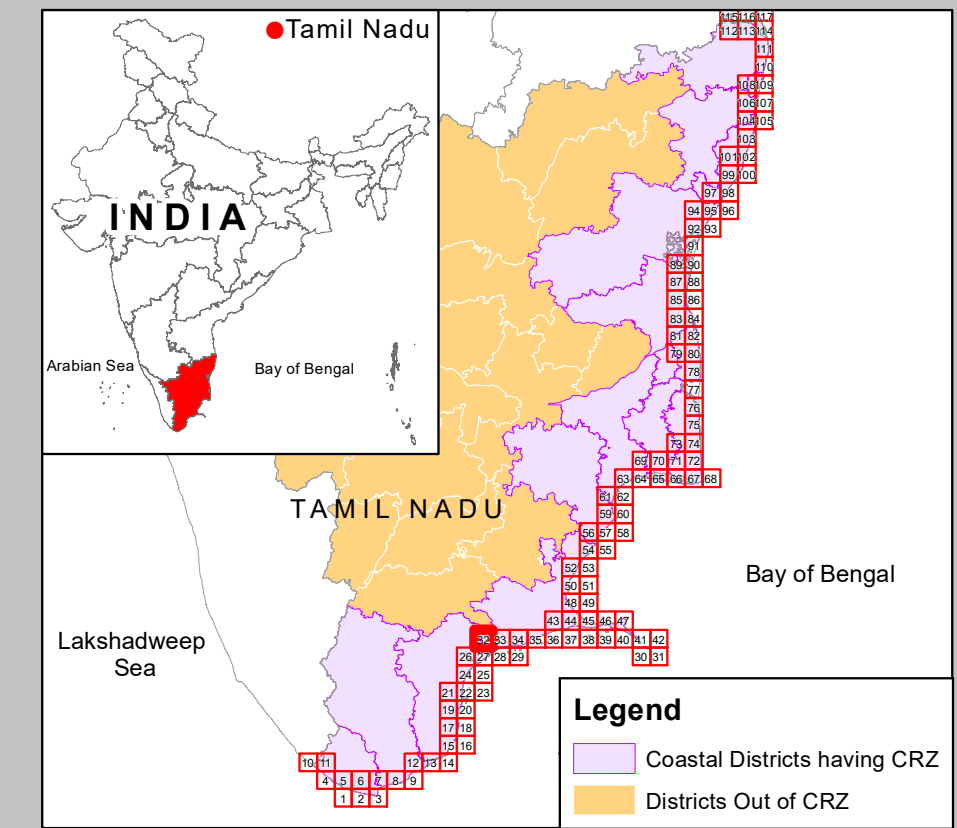 Tamil Nadu
INDIA
Arabian Sea
Bay of Bengal
115 116 117
112 113 114
111
110
108 109
106 107
104 105
103
101 102
99 100
97 98
94 95 96
92 93
91
89 90
87 88
85 86
83 84
81 82
79 80
78
77
76
75
73 74
69 70 71 72
63 64 65 66 67 68
61 62
59 60
56 57 58
54 55
52 53
50 51
48 49
43 44 45 46 47
32 33 34 35 36 37 38 39 40 41 42
26 27 28 29 30 31
24 25
21 22 23
19 20
17 18
15 16
10 11 12 13 14
4 5 6 7 8 9
1 2 3
TAMIL NADU
Bay of Bengal
Lakshadweep
Sea
Legend
Coastal Districts having CRZ
Districts Out of CRZ